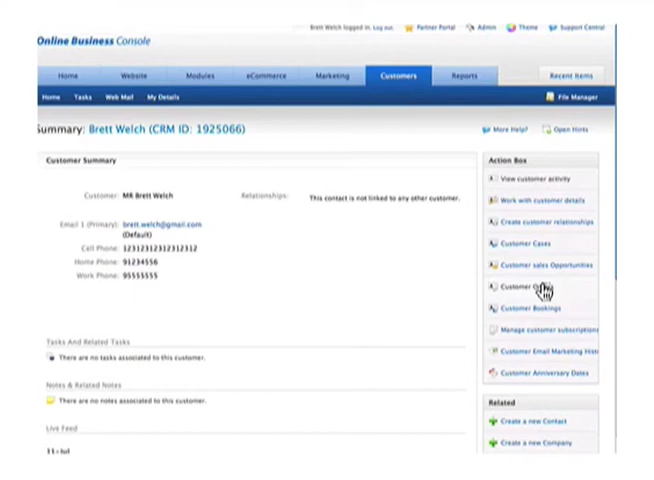 Brett Welch logged in. Log out. Partner Portal Admin Theme Support Central
Online Business Console
Home Website Modules eCommerce Marketing Customers Reports Recent Items
Home Tasks Web Mail My Details File Manager
Summary: Brett Welch (CRM ID: 1925066) More Help? Open Hints
Customer Summary
Customer: MR Brett Welch
Relationships: This contact is not linked to any other customer.
Email 1 (Primary): brett.welch@gmail.com
(Default)
Cell Phone: 12312312312312312
Home Phone: 91234556
Work Phone: 95555555
Tasks And Related Tasks
There are no tasks associated to this customer.
Notes & Related Notes
There are no notes associated to this customer.
Live Feed
11-Jul
Action Box
View customer activity
Work with customer details
Create customer relationships
Customer Cases
Customer sales Opportunities
Customer
Customer Bookings
Manage customer subscriptions
Customer Email Marketing Hist
Customer Anniversary Dates
Related
Create a new Contact
Create a new Company